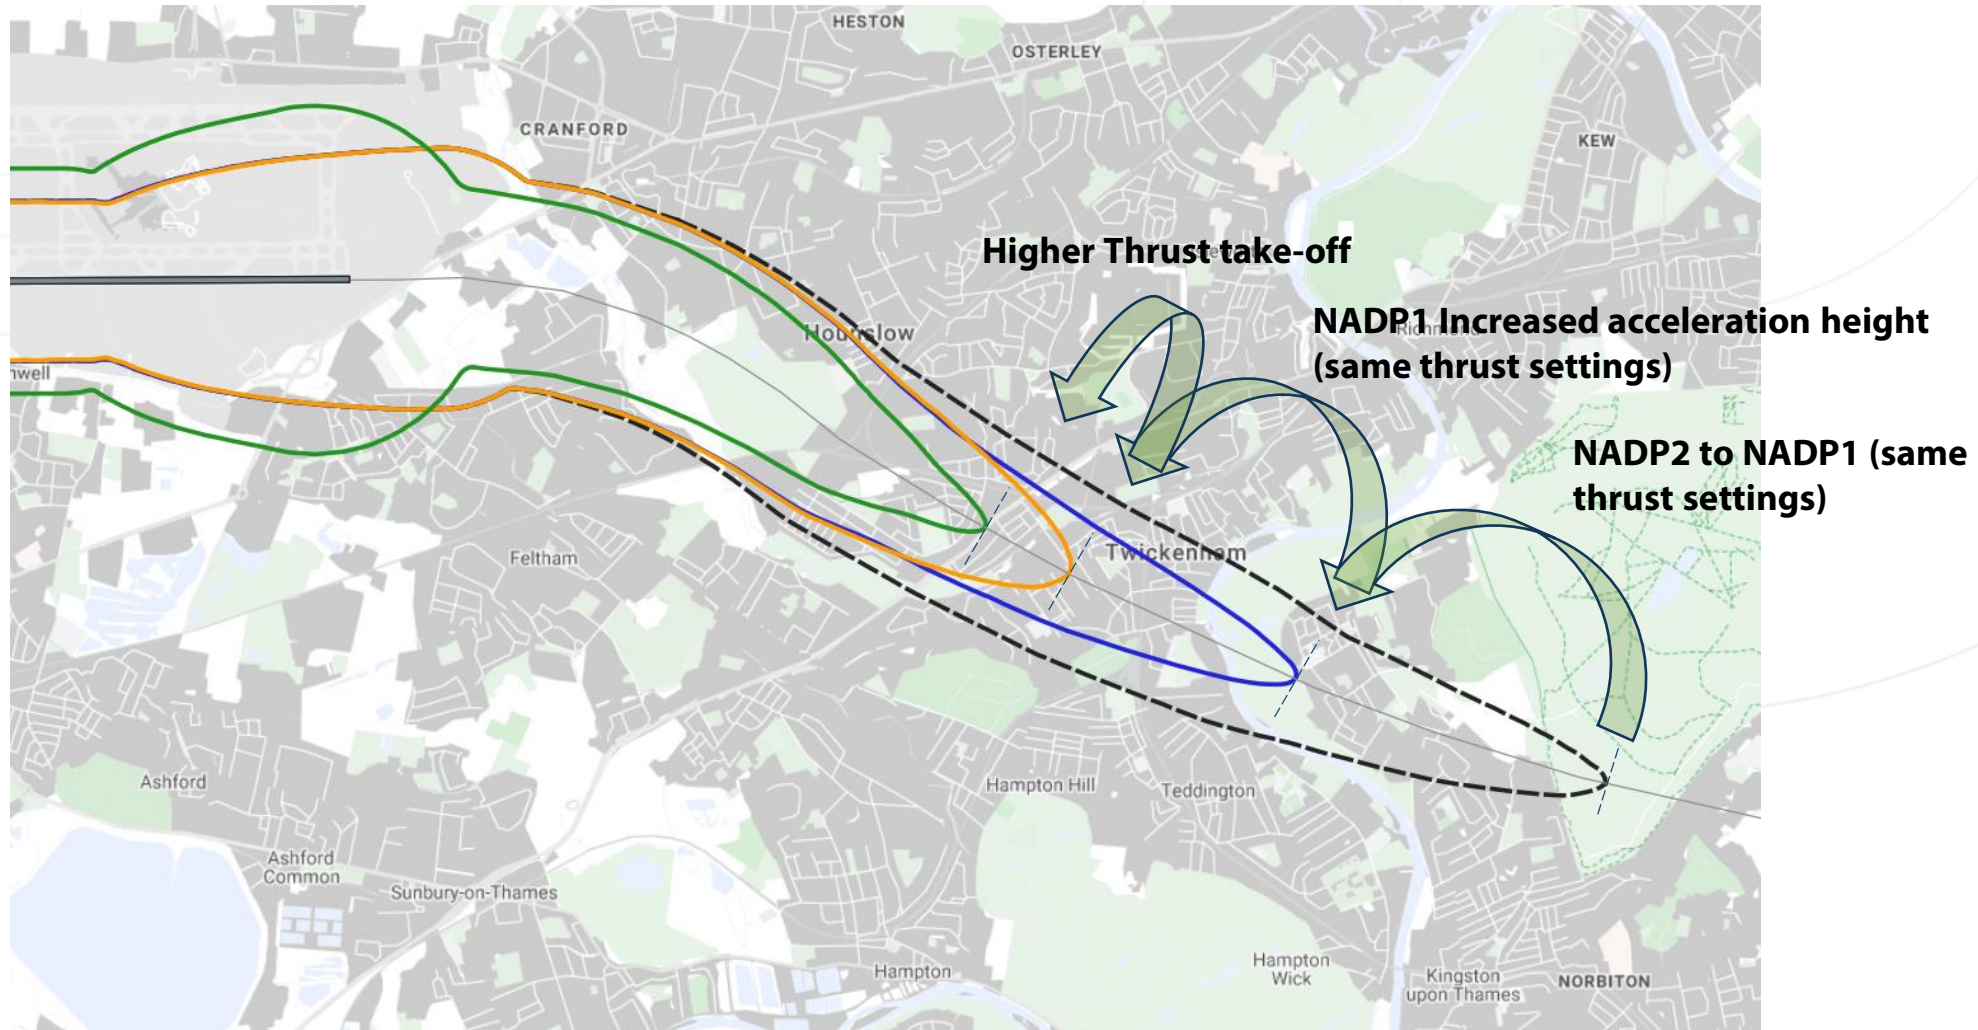 HESTON
OSTERLEY
CRANFORD
KEW
Higher Thrust take-off
NADP1 Increased acceleration height
(same thrust settings)
Hounslow
nwell
NADP2 to NADP1 (same
thrust settings)
Twickenham
Feltham
Ashford
Hampton Hill
Teddington
Ashford
Common
Sunbury-on-Thames
Hampton
Hampton
Wick
Kingston
upon Thames
NORBITON